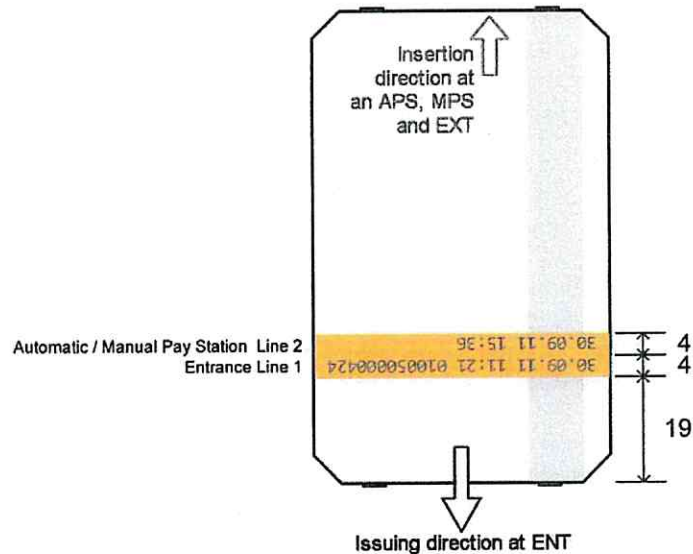 Insertion
direction at
an APS, MPS
and EXT
Automatic / Manual Pay Station Line 2
30.09.11 15:36
4
Entrance Line 1
30.09.11 11:21
4
19
Issuing direction at ENT